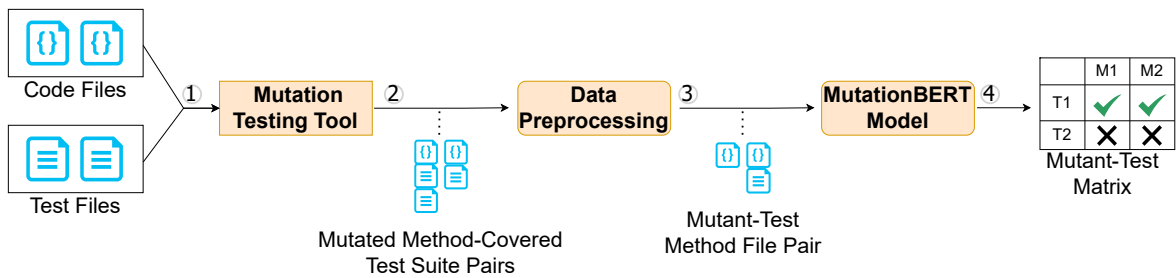 {} {}
Code Files
Test Files
1
Mutation
Testing Tool
2
{} {}
Mutated Method-Covered
Test Suite Pairs
Data
Preprocessing
3
{} {}
Mutant-Test
Method File Pair
MutationBERT
Model
4
M1 M2
T1
T2
Mutant-Test
Matrix